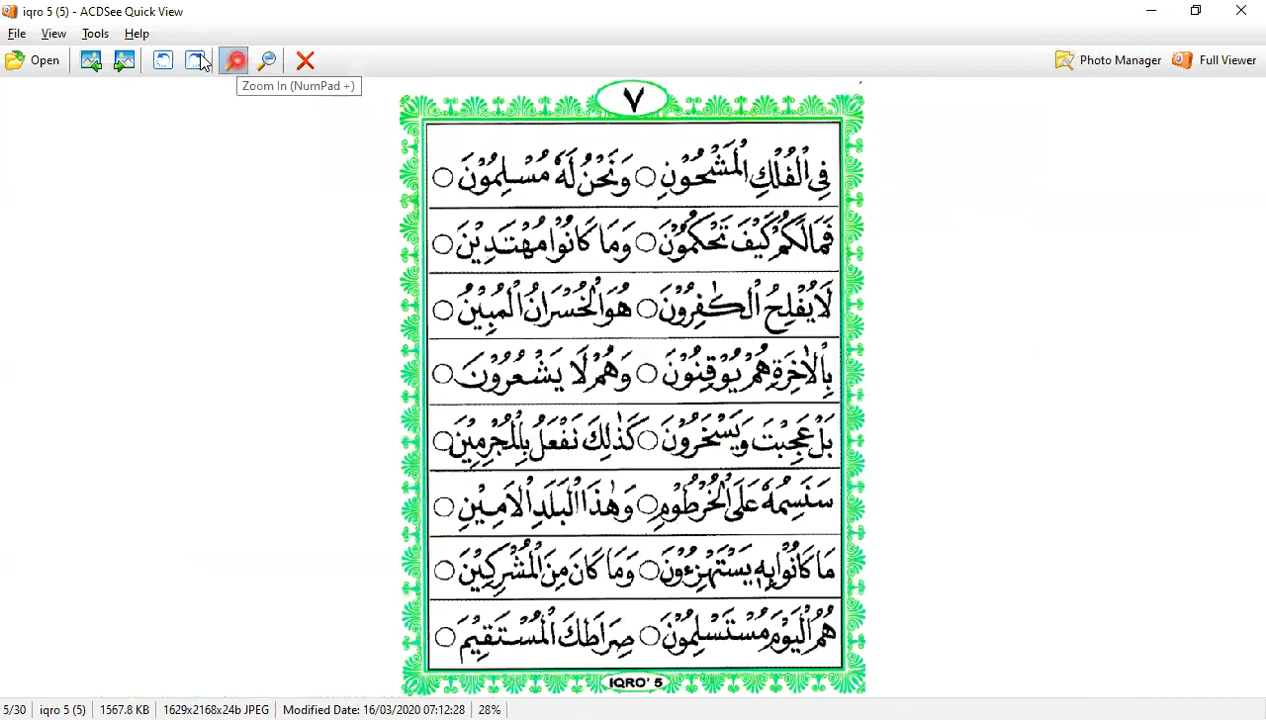 iqro 5 (5) - ACDSee Quick View
File View Tools Help
Open Photo Manager Full Viewer
Zoom In (NumPad +)
٧
فِى الْفُلْكِ الْمَشْحُوْنِ ○ وَنَحْنُ لَهٗ مُسْلِمُوْنَ ○
فَمَا لَكُمْ كَيْفَ تَحْكُمُوْنَ ○ وَمَا كَانُوْا مُهْتَدِيْنَ ○
لَا يُفْلِحُ الْكٰفِرُوْنَ ○ هُوَ الْخُسْرَانُ الْمُبِيْنُ ○
بِالْاٰخِرَةِ هُمْ يُوْقِنُوْنَ ○ وَهُمْ لَا يَشْعُرُوْنَ ○
بَلْ عَجِبْتَ وَيَسْخَرُوْنَ ○ كَذٰلِكَ نَفْعَلُ بِالْمُجْرِمِيْنَ ○
سَنَسِمُهٗ عَلَى الْخُرْطُوْمِ ○ وَهٰذَا الْبَلَدِ الْاَمِيْنِ ○
مَا كَانُوْا بِهٖ يَسْتَهْزِءُوْنَ ○ وَمَا كَانَ مِنَ الْمُشْرِكِيْنَ ○
هُمُ الْيَوْمَ مُسْتَسْلِمُوْنَ ○ صِرَاطَكَ الْمُسْتَقِيْمَ ○
IQRO' 5
5/30 iqro 5 (5) 1567.8 KB 1629x2168x24b JPEG Modified Date: 16/03/2020 07:12:28 28%